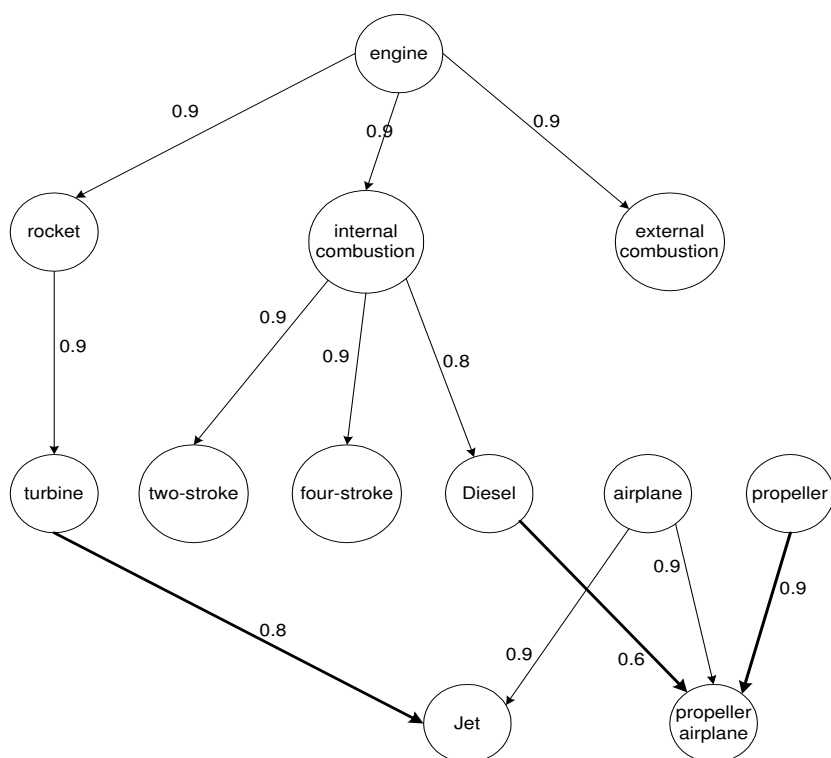 engine
0.9
0.9
0.9
rocket
internal
combustion
external
combustion
0.9
0.9
0.9
0.8
turbine
two-stroke
four-stroke
Diesel
airplane
propeller
0.8
0.9
0.6
0.9
0.9
Jet
propeller
airplane